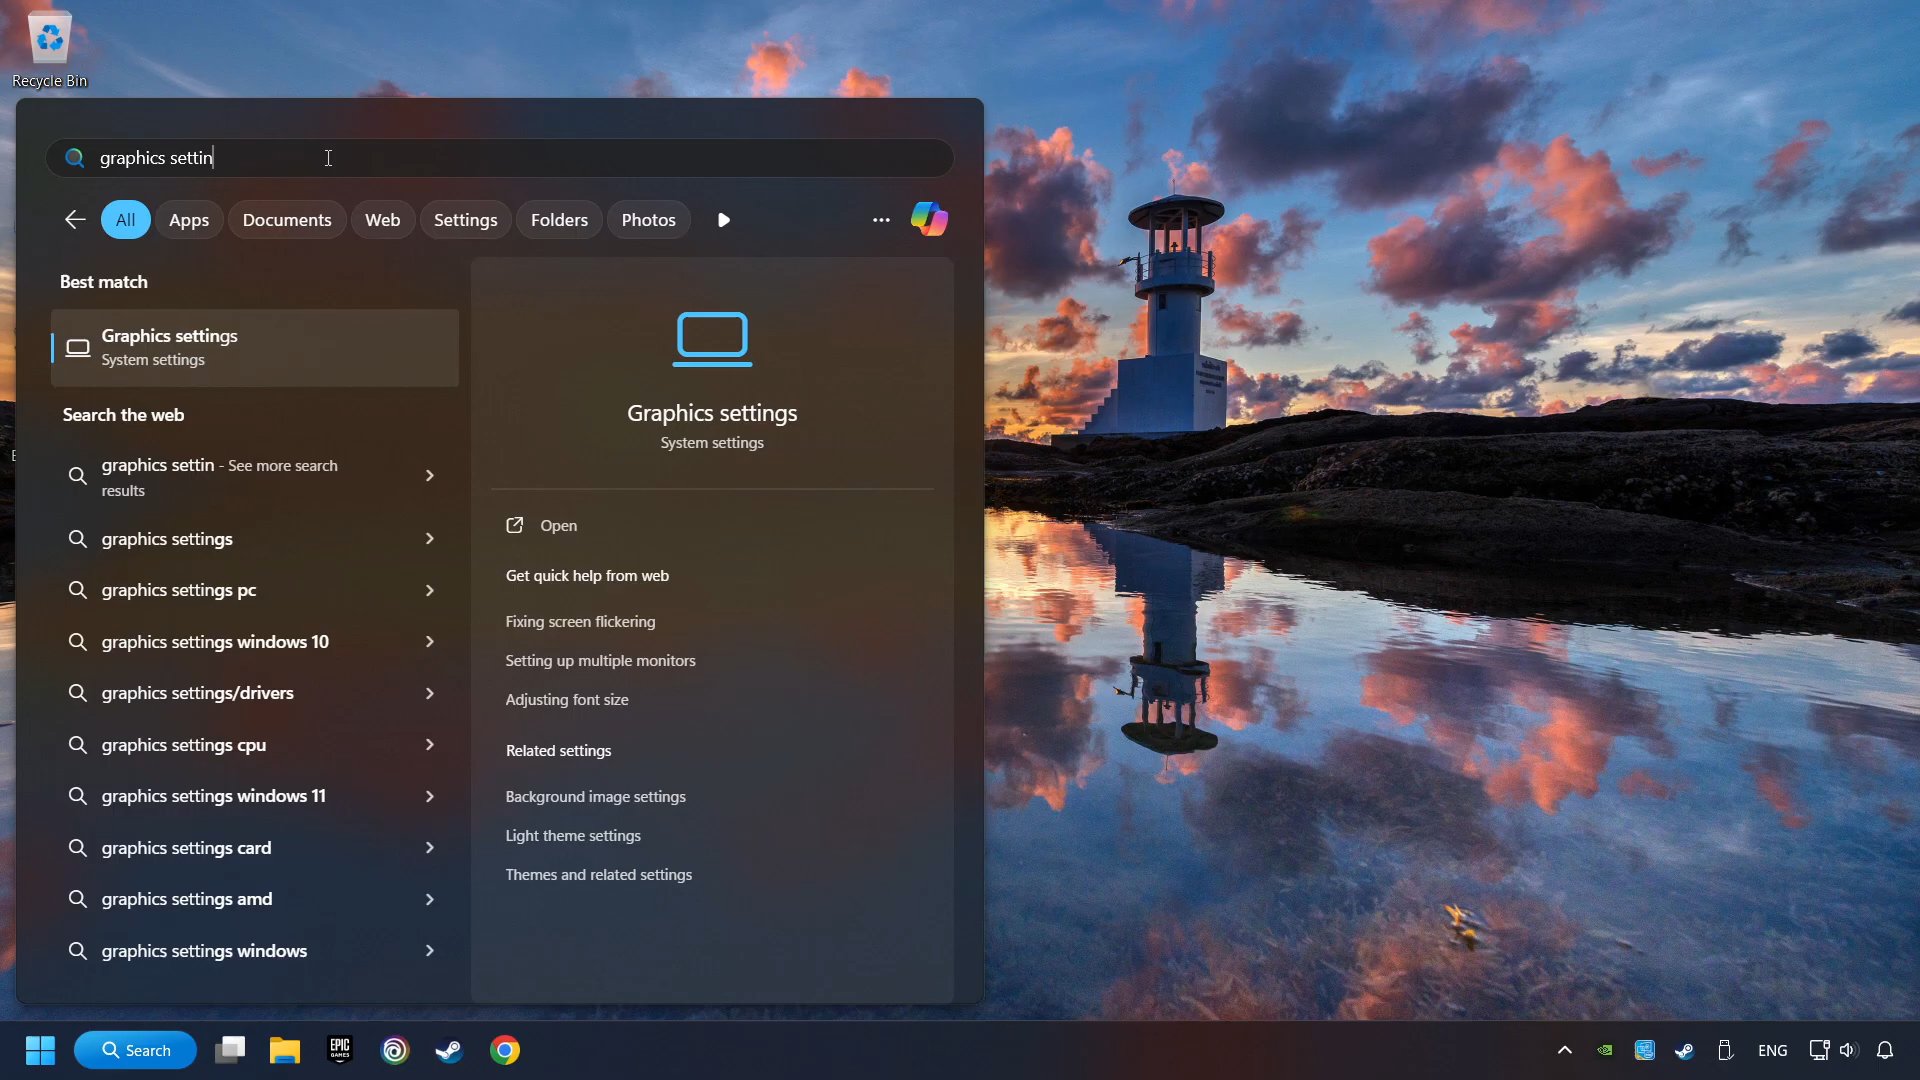 Recycle Bin
graphics settin
All
Apps
Documents
Web
Settings
Folders
Photos
Best match
Graphics settings
System settings
Search the web
graphics settin - See more search
results
graphics settings
graphics settings pc
graphics settings windows 10
graphics settings/drivers
graphics settings cpu
graphics settings windows 11
graphics settings card
graphics settings amd
graphics settings windows
Graphics settings
System settings
Open
Get quick help from web
Fixing screen flickering
Setting up multiple monitors
Adjusting font size
Related settings
Background image settings
Light theme settings
Themes and related settings
Search
EPIC
GAMES
ENG